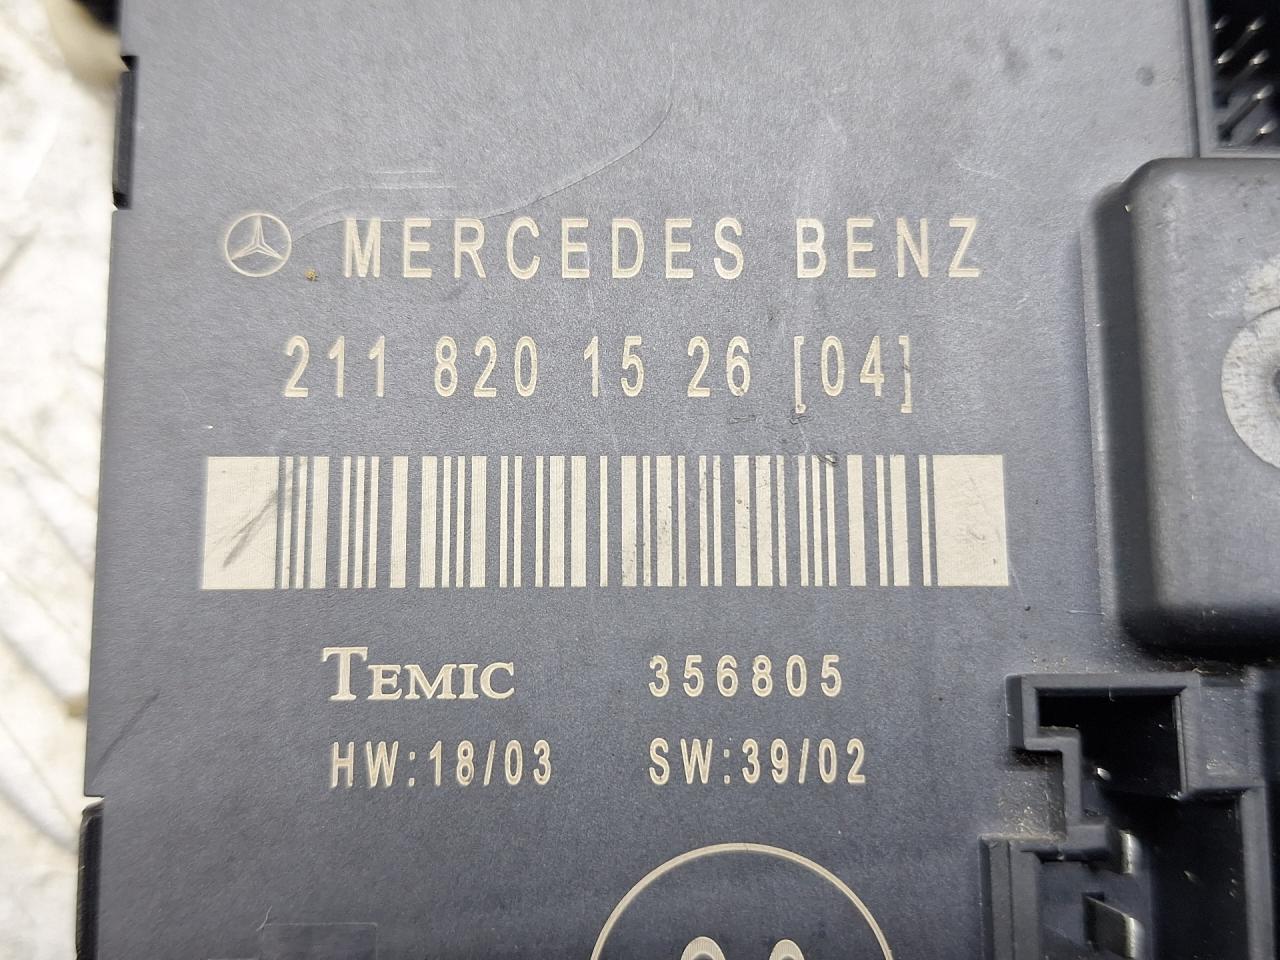 MERCEDES BENZ
211 820 15 26 [04]
TEMIC 356805
HW:18/03 SW:39/02